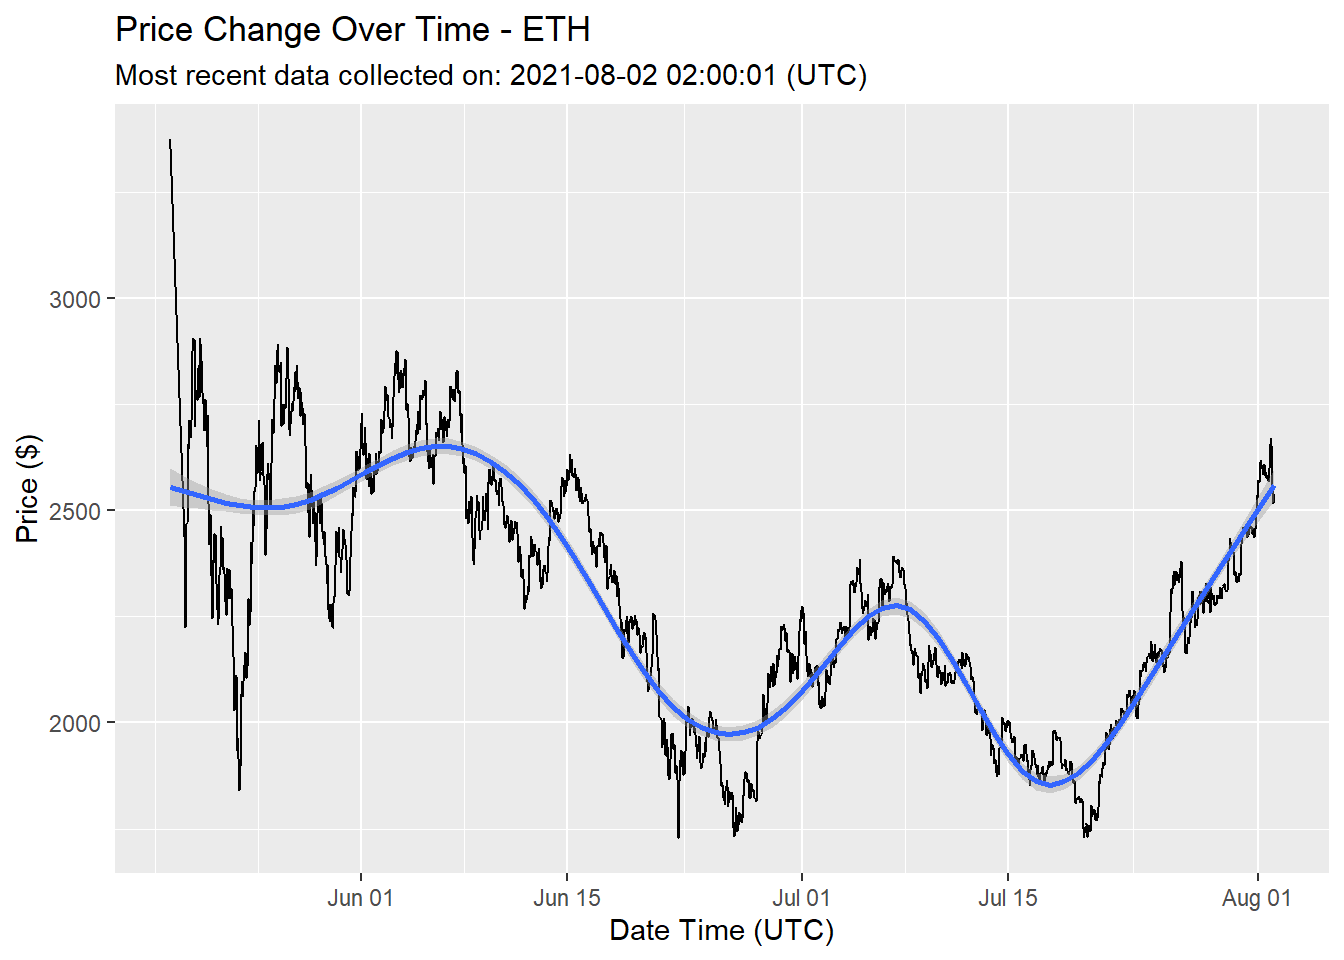 Price Change Over Time - ETH
Most recent data collected on: 2021-08-02 02:00:01 (UTC)
Price ($)
3000
2500
2000
Jun 01 Jun 15 Jul 01 Jul 15 Aug 01
Date Time (UTC)